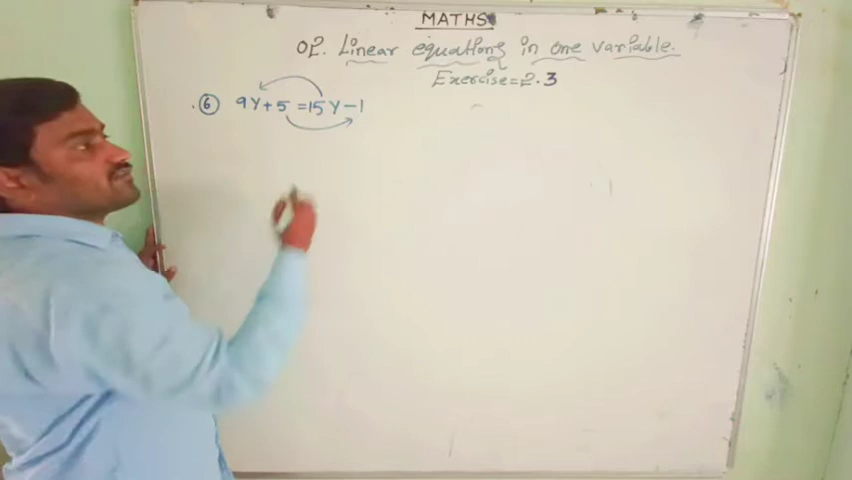 MATHS
02. Linear equations in one variable.
Exercise=2.3
6 9Y+5 =15Y-1